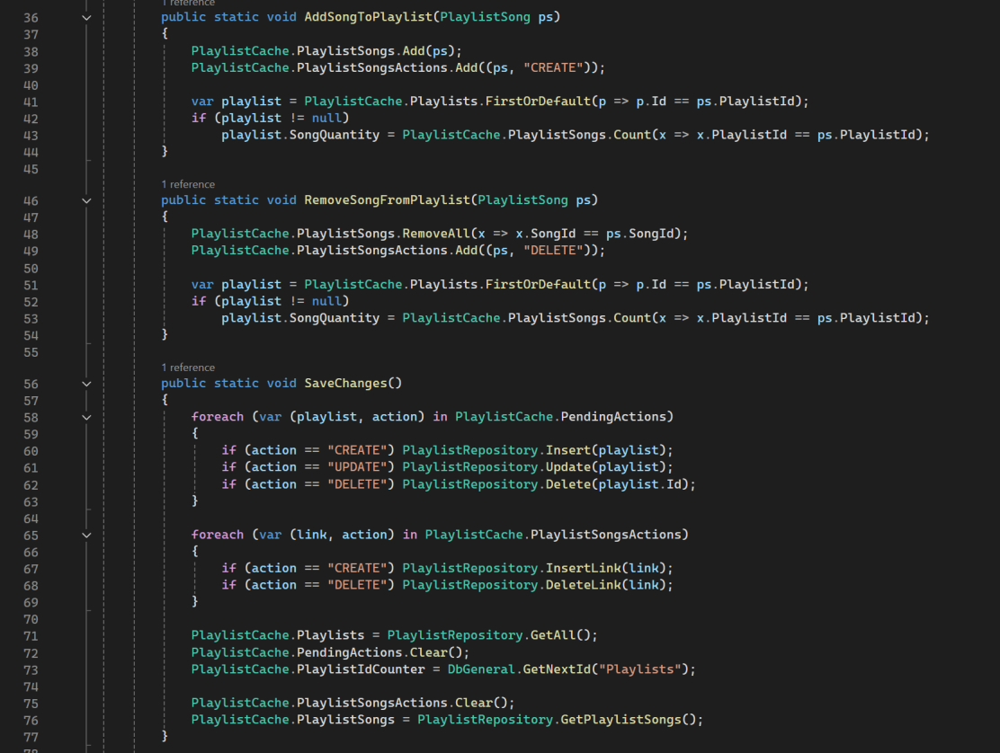 1 reference
36 public static void AddSongToPlaylist(PlaylistSong ps)
37 {
38 PlaylistCache.PlaylistSongs.Add(ps);
39 PlaylistCache.PlaylistSongsActions.Add((ps, "CREATE"));
40
41 var playlist = PlaylistCache.Playlists.FirstOrDefault(p => p.Id == ps.PlaylistId);
42 if (playlist != null)
43 playlist.SongQuantity = PlaylistCache.PlaylistSongs.Count(x => x.PlaylistId == ps.PlaylistId);
44 }
45
1 reference
46 public static void RemoveSongFromPlaylist(PlaylistSong ps)
47 {
48 PlaylistCache.PlaylistSongs.RemoveAll(x => x.SongId == ps.SongId);
49 PlaylistCache.PlaylistSongsActions.Add((ps, "DELETE"));
50
51 var playlist = PlaylistCache.Playlists.FirstOrDefault(p => p.Id == ps.PlaylistId);
52 if (playlist != null)
53 playlist.SongQuantity = PlaylistCache.PlaylistSongs.Count(x => x.PlaylistId == ps.PlaylistId);
54 }
55
1 reference
56 public static void SaveChanges()
57 {
58 foreach (var (playlist, action) in PlaylistCache.PendingActions)
59 {
60 if (action == "CREATE") PlaylistRepository.Insert(playlist);
61 if (action == "UPDATE") PlaylistRepository.Update(playlist);
62 if (action == "DELETE") PlaylistRepository.Delete(playlist.Id);
63 }
64
65 foreach (var (link, action) in PlaylistCache.PlaylistSongsActions)
66 {
67 if (action == "CREATE") PlaylistRepository.InsertLink(link);
68 if (action == "DELETE") PlaylistRepository.DeleteLink(link);
69 }
70
71 PlaylistCache.Playlists = PlaylistRepository.GetAll();
72 PlaylistCache.PendingActions.Clear();
73 PlaylistCache.PlaylistIdCounter = DbGeneral.GetNextId("Playlists");
74
75 PlaylistCache.PlaylistSongsActions.Clear();
76 PlaylistCache.PlaylistSongs = PlaylistRepository.GetPlaylistSongs();
77 }
78